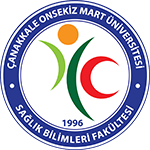 ÇANAKKALE ONSEKİZ MART ÜNİVERSİTESİ
1996
SAĞLIK BİLİMLERİ FAKÜLTESİ